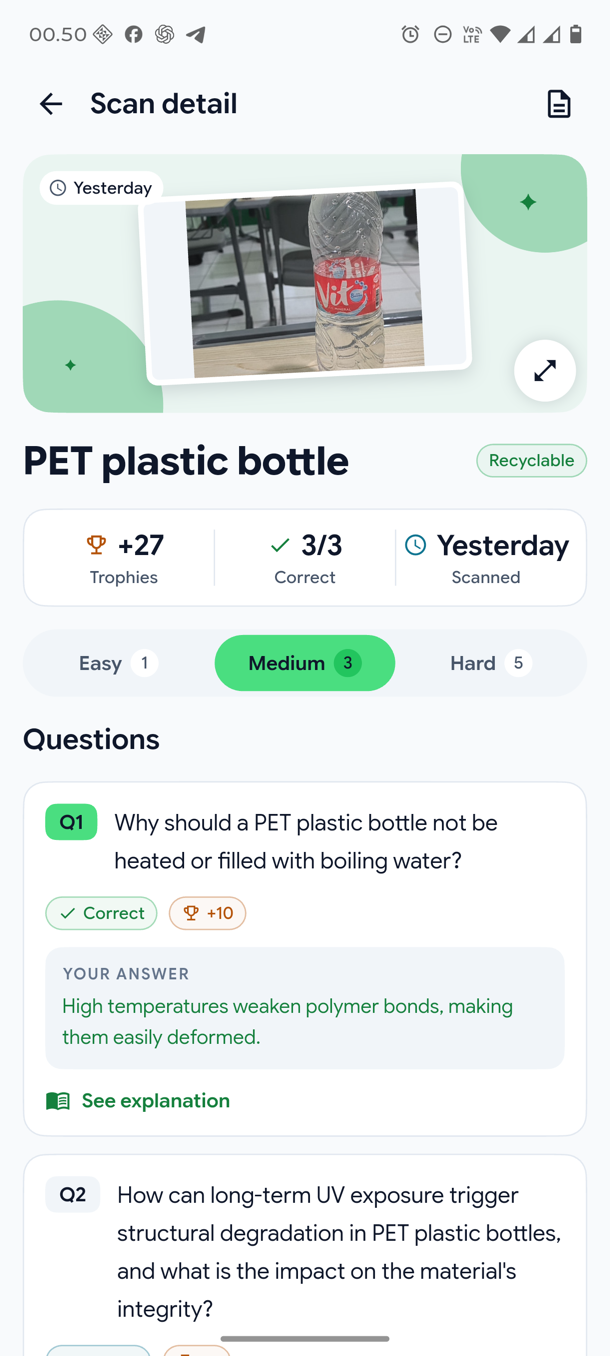 00.50
Vo) LTE
Scan detail
Yesterday
Vit
PET plastic bottle
Recyclable
+27
3/3
Yesterday
Trophies
Correct
Scanned
Easy 1
Medium 3
Hard 5
Questions
Q1
Why should a PET plastic bottle not be
heated or filled with boiling water?
Correct
+10
YOUR ANSWER
High temperatures weaken polymer bonds, making
them easily deformed.
See explanation
Q2
How can long-term UV exposure trigger
structural degradation in PET plastic bottles,
and what is the impact on the material's
integrity?